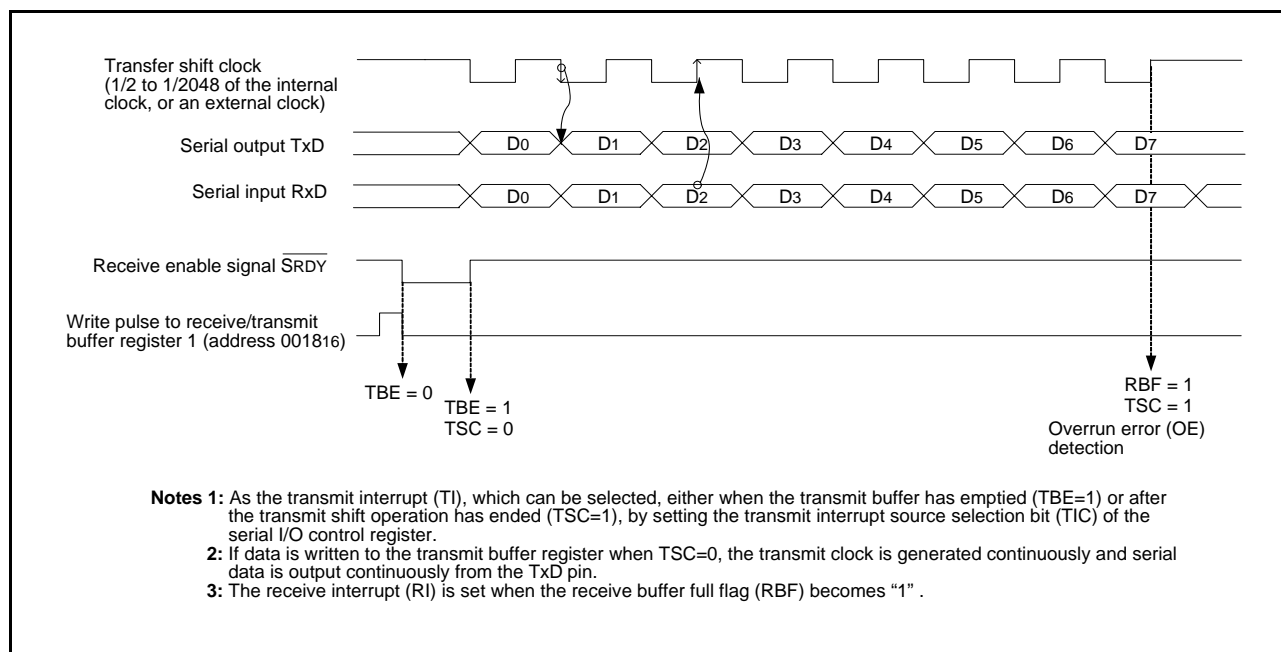 Transfer shift clock
(1/2 to 1/2048 of the internal
clock, or an external clock)
Serial output TxD
D0 D1 D2 D3 D4 D5 D6 D7
Serial input RxD
D0 D1 D2 D3 D4 D5 D6 D7
Receive enable signal SRDY
Write pulse to receive/transmit
buffer register 1 (address 001816)
TBE = 0
TBE = 1
TSC = 0
RBF = 1
TSC = 1
Overrun error (OE)
detection
Notes 1: As the transmit interrupt (TI), which can be selected, either when the transmit buffer has emptied (TBE=1) or after
the transmit shift operation has ended (TSC=1), by setting the transmit interrupt source selection bit (TIC) of the
serial I/O control register.
2: If data is written to the transmit buffer register when TSC=0, the transmit clock is generated continuously and serial
data is output continuously from the TxD pin.
3: The receive interrupt (RI) is set when the receive buffer full flag (RBF) becomes “1” .